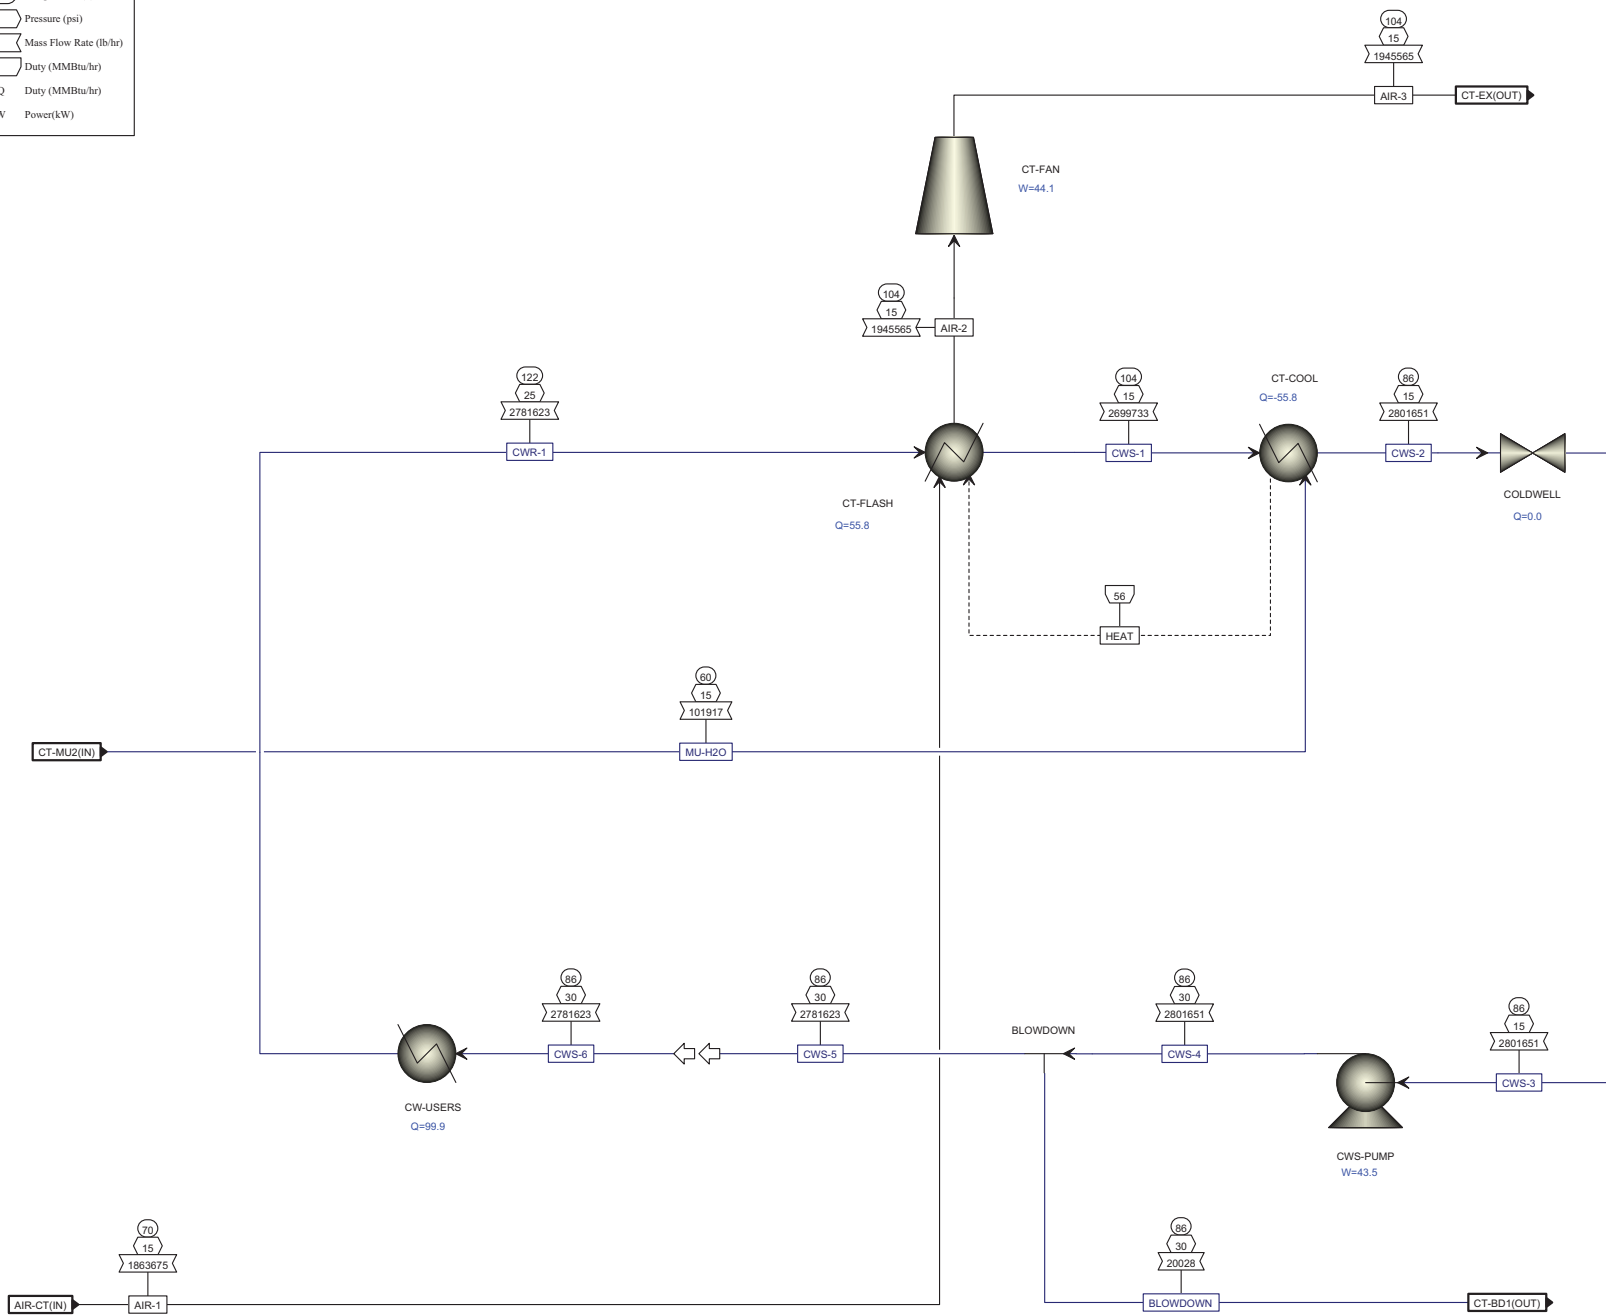 Pressure (psi)
Mass Flow Rate (lb/hr)
Duty (MMBtu/hr)
Q Duty (MMBtu/hr)
W Power(kW)
104
15
1945565
AIR-3
CT-EX(OUT)
CT-FAN
W=44.1
104
15
1945565
AIR-2
122
25
2781623
CWR-1
CT-FLASH
Q=55.8
104
15
2699733
CWS-1
CT-COOL
Q=-55.8
86
15
2801651
CWS-2
COLDWELL
Q=0.0
56
HEAT
60
15
101917
MU-H2O
CT-MU2(IN)
86
30
2781623
CWS-6
86
30
2781623
CWS-5
BLOWDOWN
86
30
2801651
CWS-4
86
15
2801651
CWS-3
CW-USERS
Q=99.9
CWS-PUMP
W=43.5
70
15
1863675
AIR-1
AIR-CT(IN)
86
30
20028
BLOWDOWN
CT-BD1(OUT)